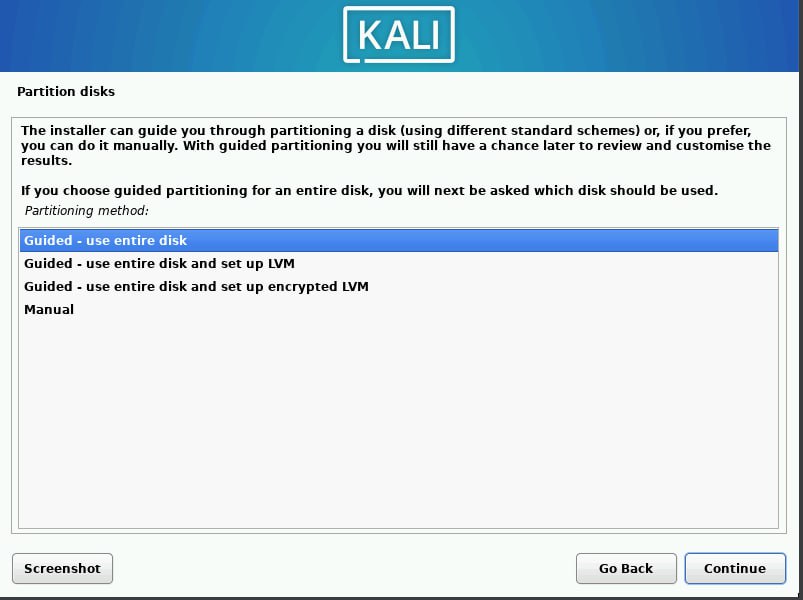 KALI
Partition disks
The installer can guide you through partitioning a disk (using different standard schemes) or, if you prefer,
you can do it manually. With guided partitioning you will still have a chance later to review and customise the
results.
If you choose guided partitioning for an entire disk, you will next be asked which disk should be used.
Partitioning method:
Guided - use entire disk
Guided - use entire disk and set up LVM
Guided - use entire disk and set up encrypted LVM
Manual
Screenshot
Go Back
Continue